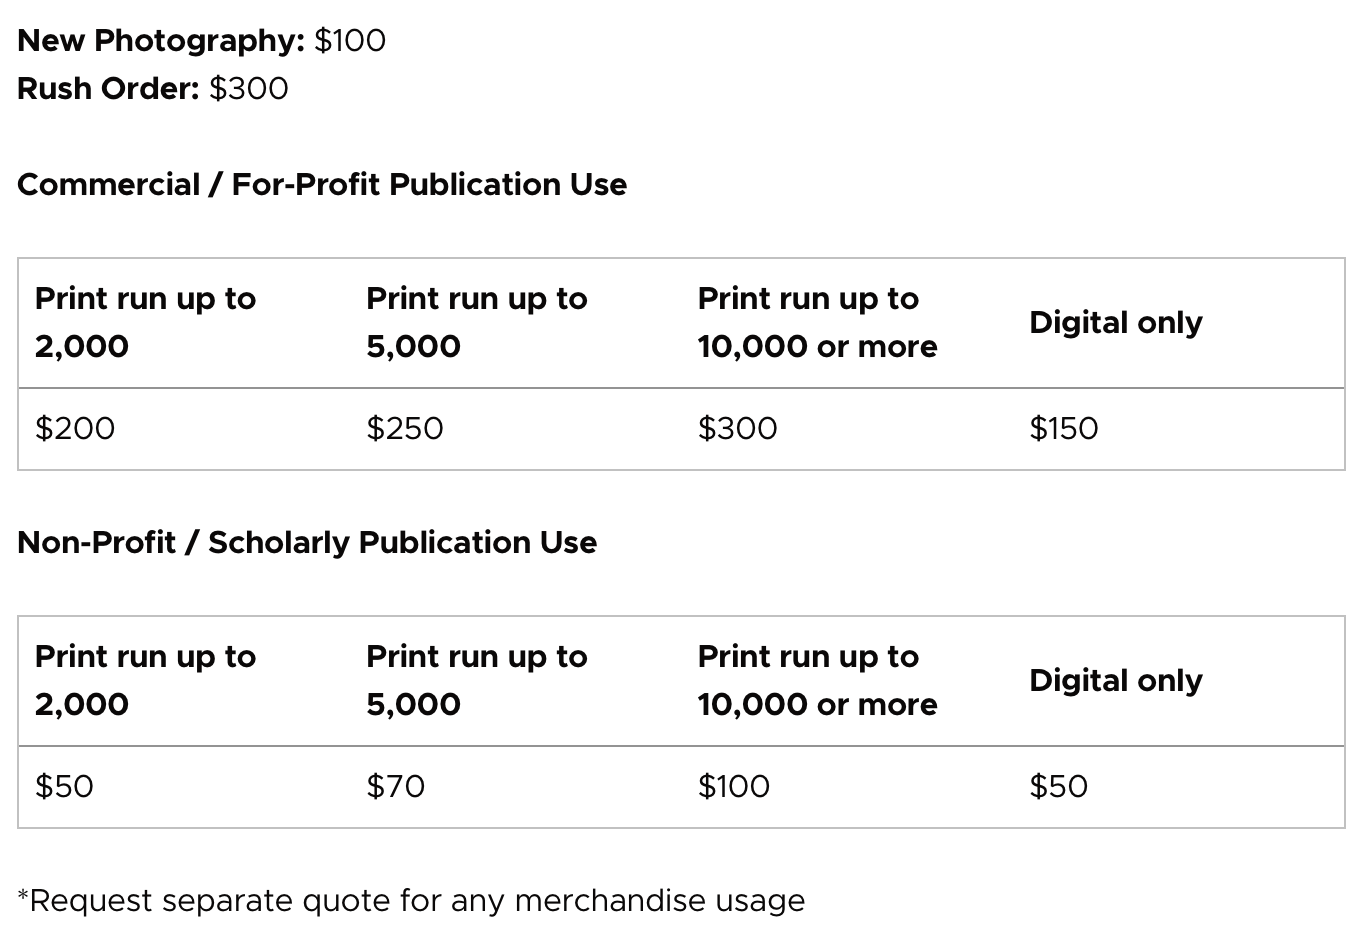 New Photography: $100
Rush Order: $300
Commercial / For-Profit Publication Use
Print run up to 2,000
Print run up to 5,000
Print run up to 10,000 or more
Digital only
$200
$250
$300
$150
Non-Profit / Scholarly Publication Use
Print run up to 2,000
Print run up to 5,000
Print run up to 10,000 or more
Digital only
$50
$70
$100
$50
*Request separate quote for any merchandise usage